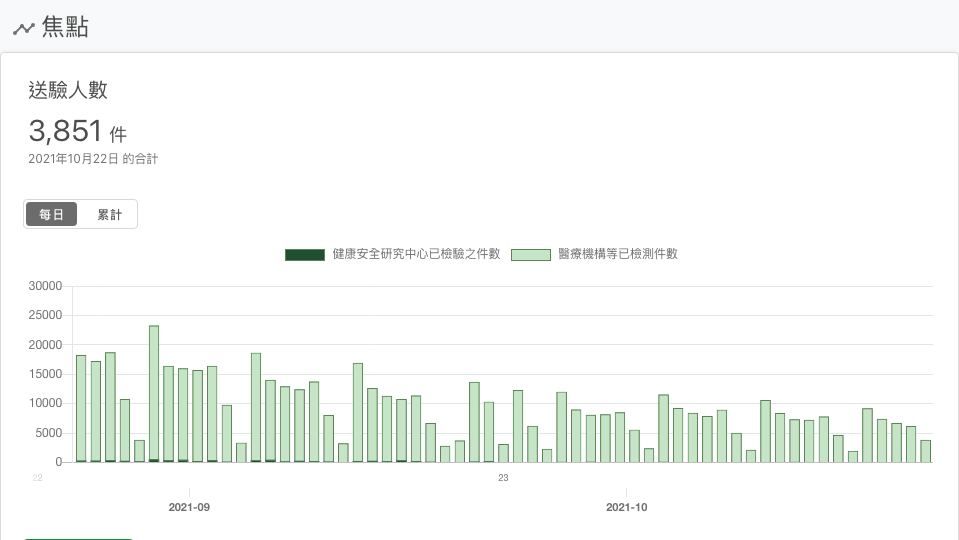 焦點
送驗人數
3,851 件
2021年10月22日 的合計
每日 累計
健康安全研究中心已檢驗之件數 醫療機構等已檢測件數
30000
25000
20000
15000
10000
5000
0
22 23
2021-09 2021-10